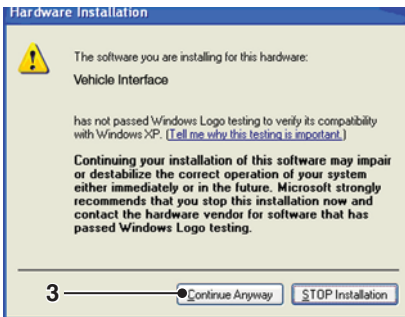 Hardware Installation
The software you are installing for this hardware:
Vehicle Interface
has not passed Windows Logo testing to verify its compatibility
with Windows XP. (Tell me why this testing is important.)
Continuing your installation of this software may impair
or destabilize the correct operation of your system
either immediately or in the future. Microsoft strongly
recommends that you stop this installation now and
contact the hardware vendor for software that has
passed Windows Logo testing.
3
Continue Anyway
STOP Installation